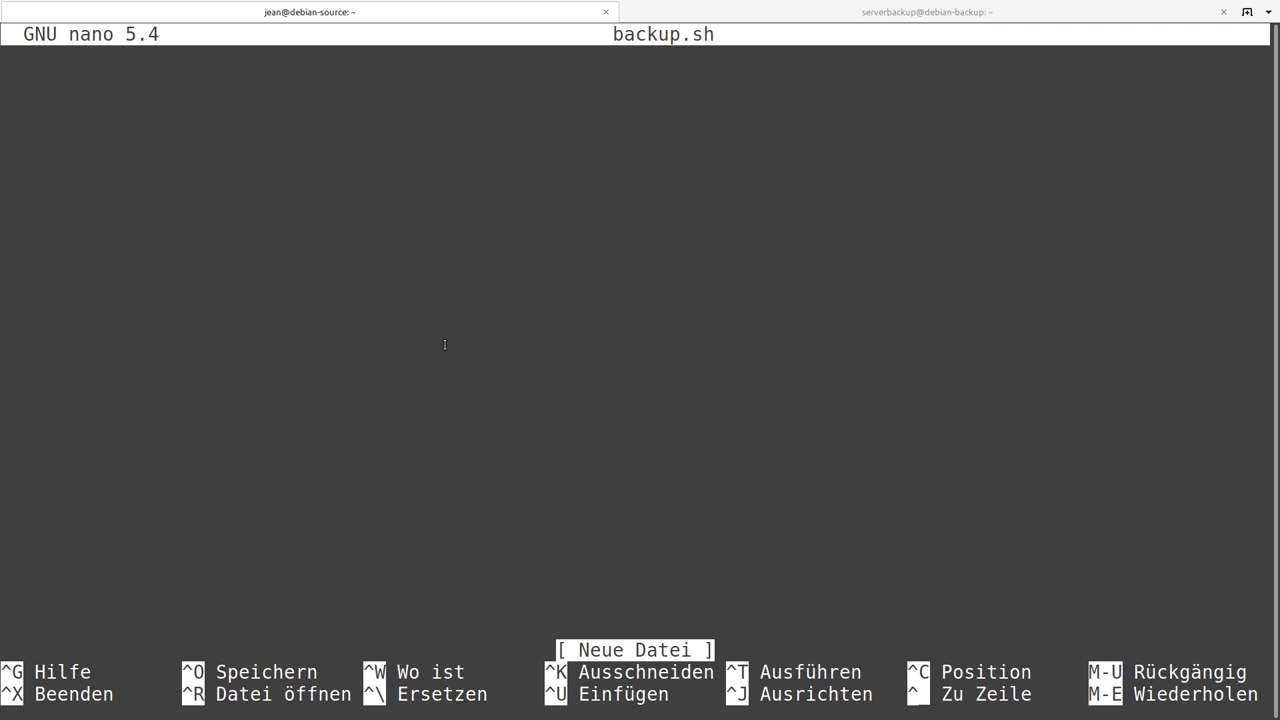 jean@debian-source: ~ × serverbackup@debian-backup: ~ ×
GNU nano 5.4 backup.sh
[ Neue Datei ]
^G Hilfe ^O Speichern ^W Wo ist ^K Ausschneiden ^T Ausführen ^C Position M-U Rückgängig
^X Beenden ^R Datei öffnen ^\ Ersetzen ^U Einfügen ^J Ausrichten ^_ Zu Zeile M-E Wiederholen